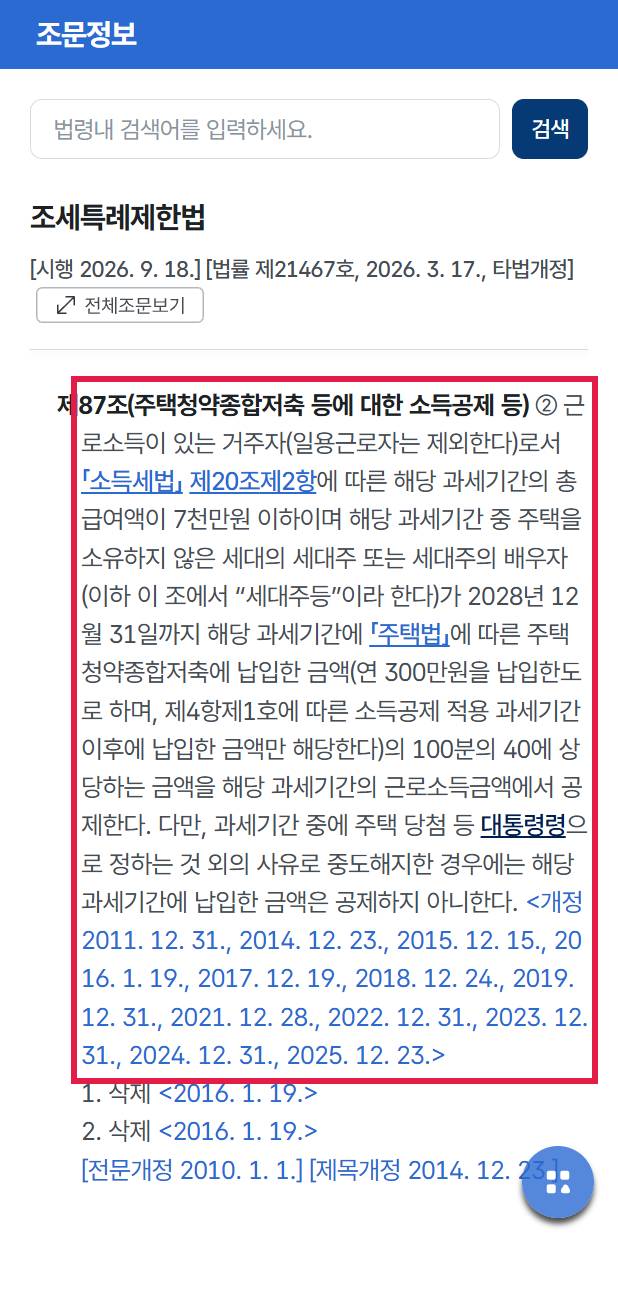 조문정보
법령내 검색어를 입력하세요.
검색
조세특례제한법
[시행 2026. 9. 18.] [법률 제21467호, 2026. 3. 17., 타법개정]
전체조문보기
제87조(주택청약종합저축 등에 대한 소득공제 등) ② 근
로소득이 있는 거주자(일용근로자는 제외한다)로서
「소득세법」 제20조제2항에 따른 해당 과세기간의 총
급여액이 7천만원 이하이며 해당 과세기간 중 주택을
소유하지 않은 세대의 세대주 또는 세대주의 배우자
(이하 이 조에서 “세대주등”이라 한다)가 2028년 12
월 31일까지 해당 과세기간에 「주택법」에 따른 주택
청약종합저축에 납입한 금액(연 300만원을 납입한도
로 하며, 제4항제1호에 따른 소득공제 적용 과세기간
이후에 납입한 금액만 해당한다)의 100분의 40에 상
당하는 금액을 해당 과세기간의 근로소득금액에서 공
제한다. 다만, 과세기간 중에 주택 당첨 등 대통령령으
로 정하는 것 외의 사유로 중도해지한 경우에는 해당
과세기간에 납입한 금액은 공제하지 아니한다. <개정
2011. 12. 31., 2014. 12. 23., 2015. 12. 15., 20
16. 1. 19., 2017. 12. 19., 2018. 12. 24., 2019.
12. 31., 2021. 12. 28., 2022. 12. 31., 2023. 12.
31., 2024. 12. 31., 2025. 12. 23.>
1. 삭제 <2016. 1. 19.>
2. 삭제 <2016. 1. 19.>
[전문개정 2010. 1. 1.] [제목개정 2014. 12. 23.]